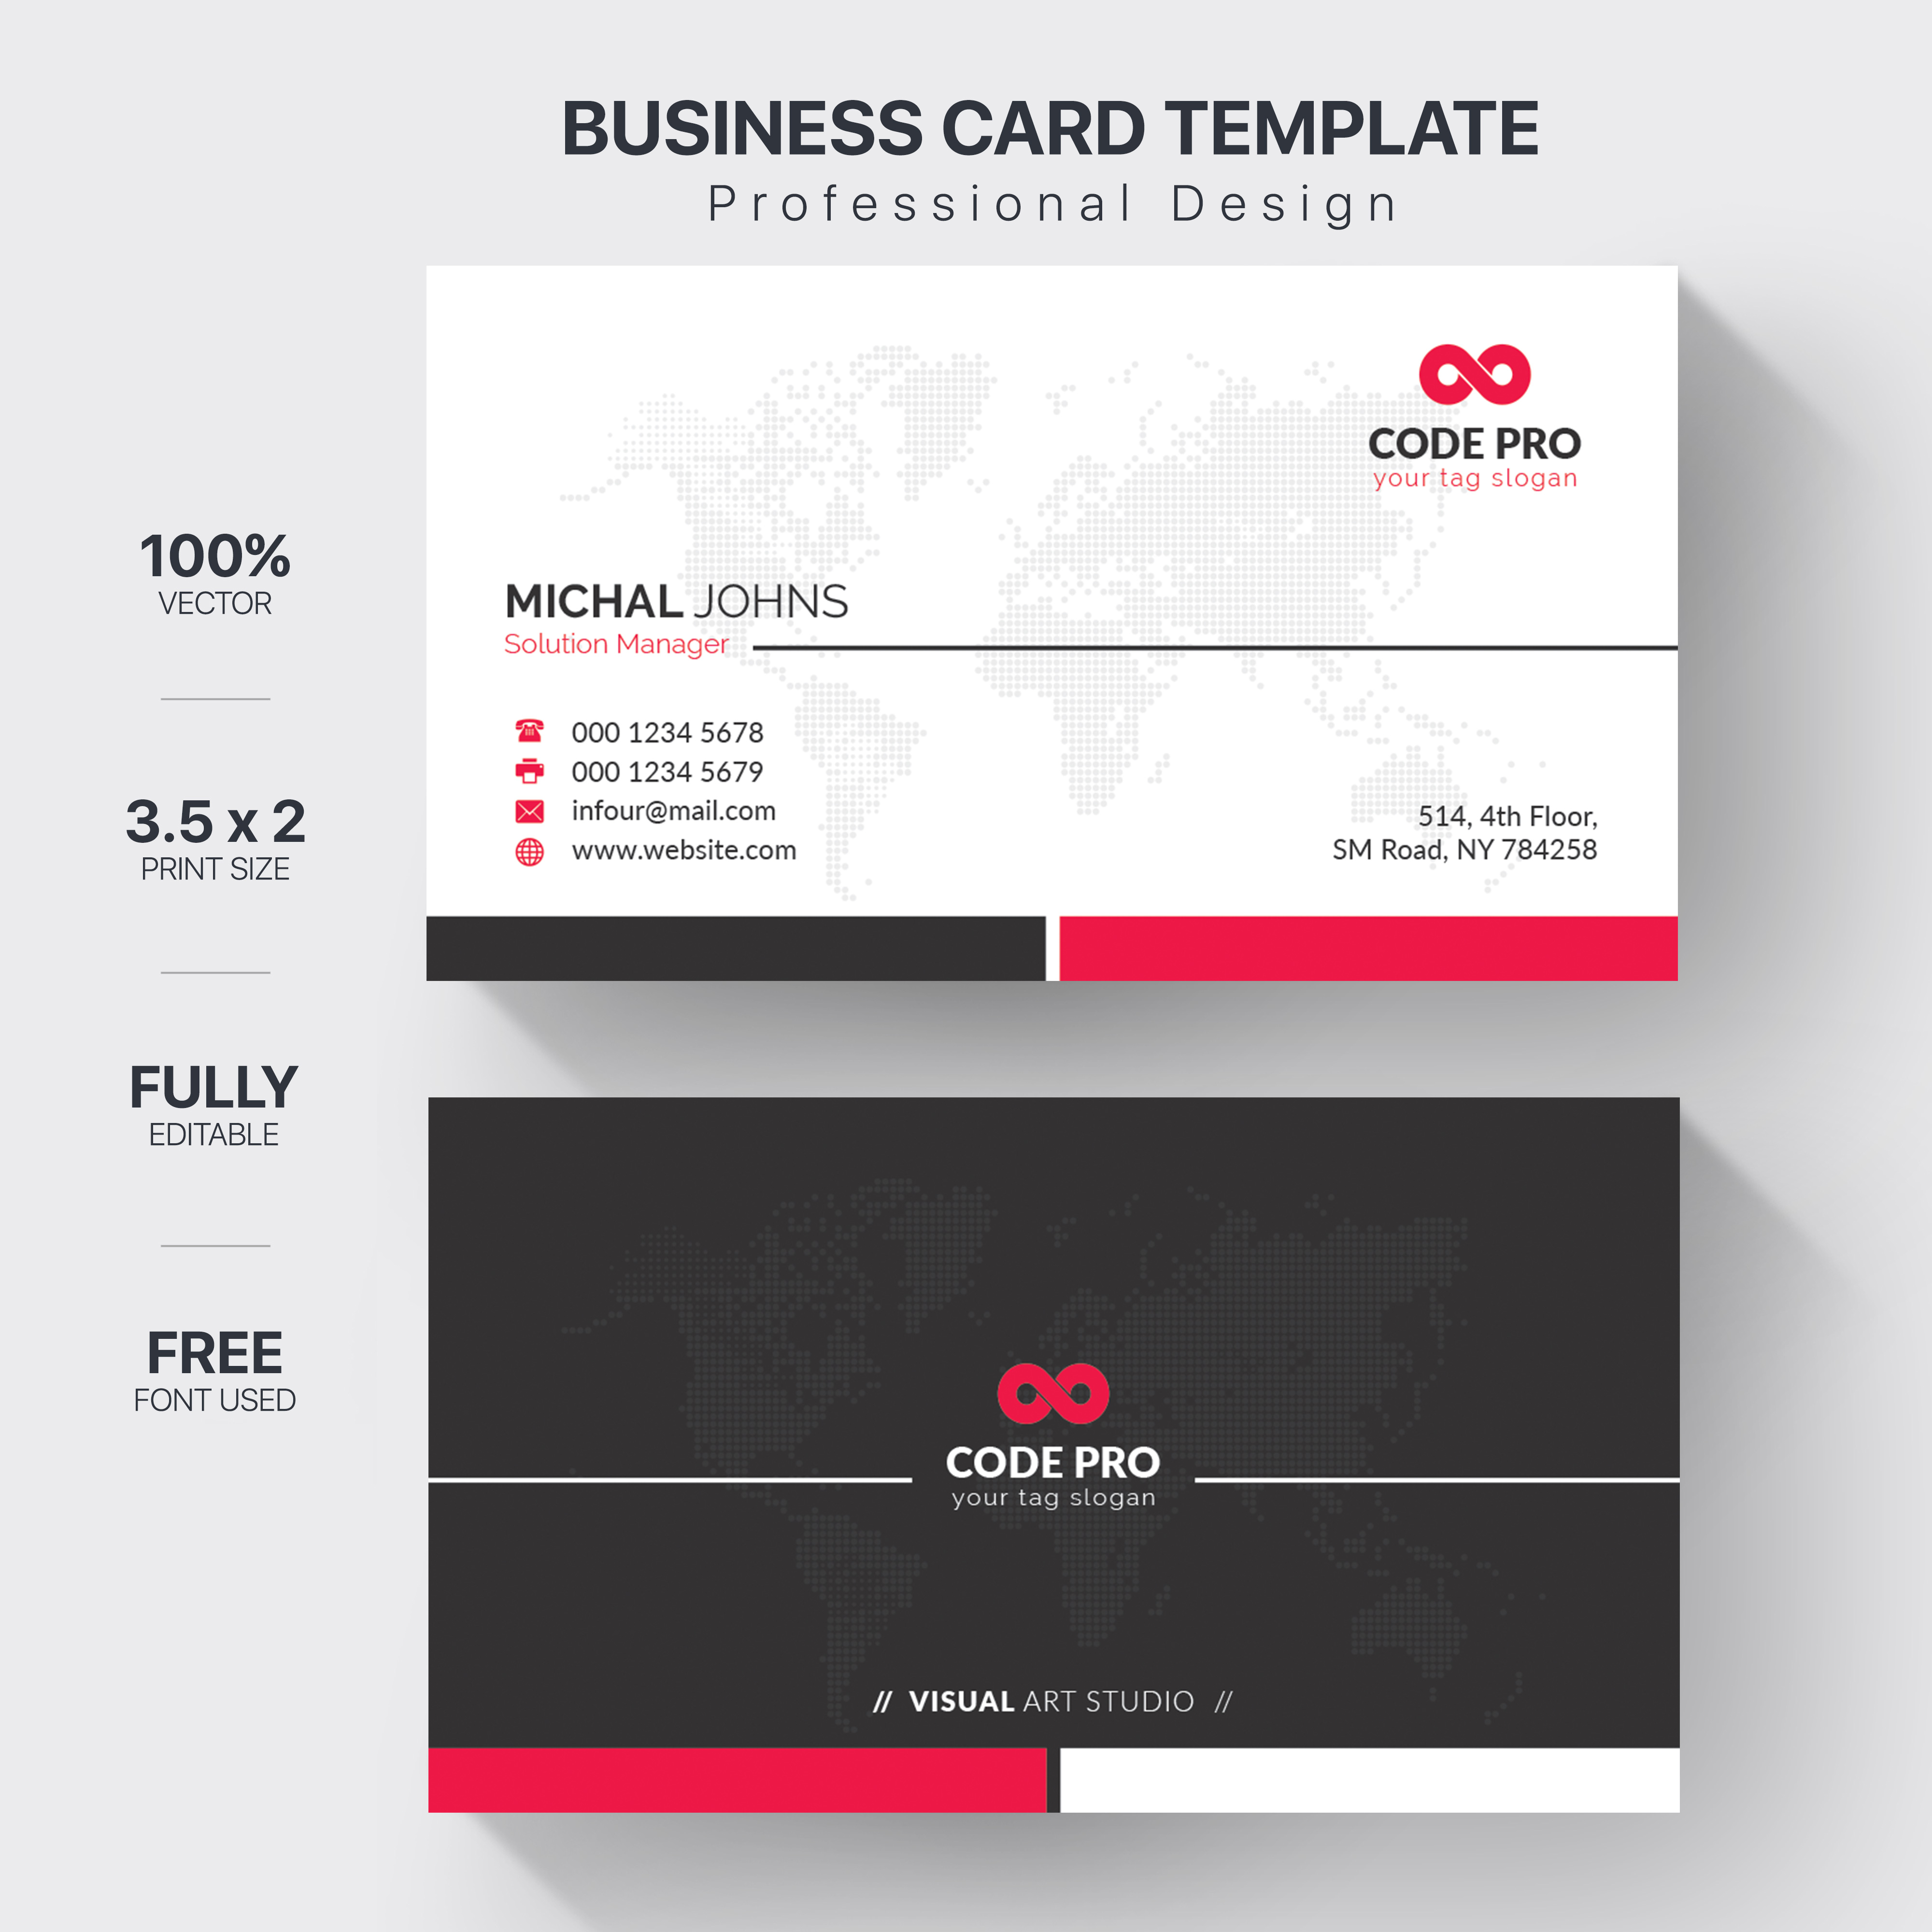 BUSINESS CARD TEMPLATE
Professional Design
100%
VECTOR
3.5 x 2
PRINT SIZE
FULLY
EDITABLE
FREE
FONT USED
CODE PRO
your tag slogan
MICHAL JOHNS
Solution Manager
000 1234 5678
000 1234 5679
infour@mail.com
www.website.com
514, 4th Floor,
SM Road, NY 784258
CODE PRO
your tag slogan
// VISUAL ART STUDIO //